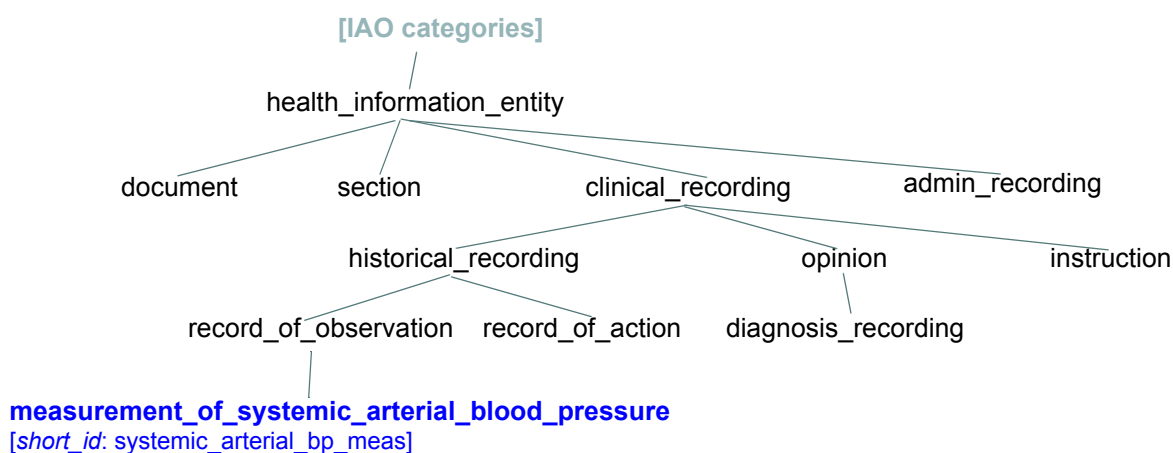 [IAO categories]
health_information_entity
document section clinical_recording admin_recording
historical_recording opinion instruction
record_of_observation record_of_action diagnosis_recording
measurement_of_systemic_arterial_blood_pressure
[short_id: systemic_arterial_bp_meas]